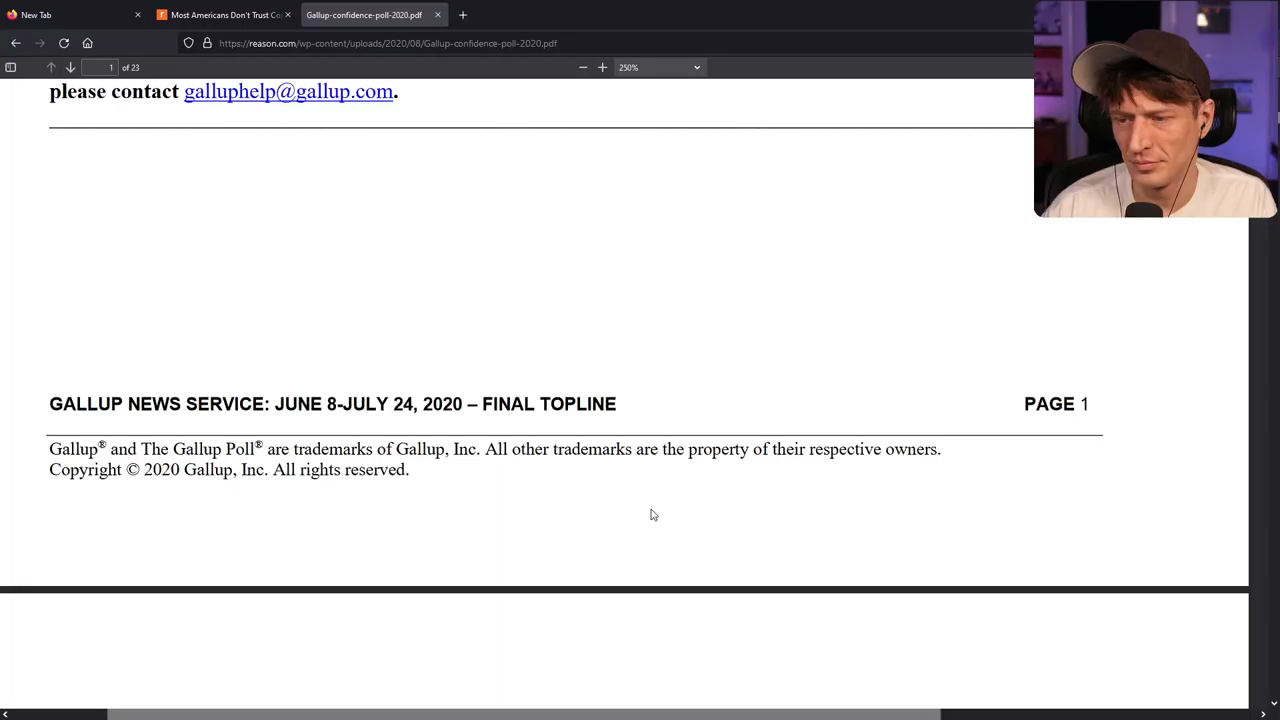 New Tab
Most Americans Don't Trust Co
Gallup-confidence-poll-2020.pdf
https://reason.com/wp-content/uploads/2020/08/Gallup-confidence-poll-2020.pdf
1 of 23
250%
please contact galluphelp@gallup.com.
GALLUP NEWS SERVICE: JUNE 8-JULY 24, 2020 – FINAL TOPLINE PAGE 1
Gallup® and The Gallup Poll® are trademarks of Gallup, Inc. All other trademarks are the property of their respective owners.
Copyright © 2020 Gallup, Inc. All rights reserved.